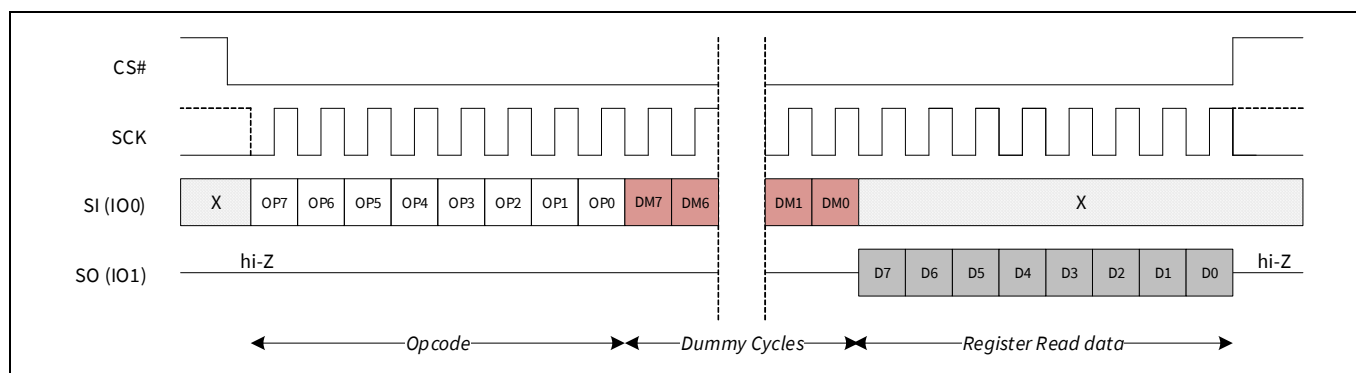 CS#
SCK
SI (IO0) X OP7 OP6 OP5 OP4 OP3 OP2 OP1 OP0 DM7 DM6 DM1 DM0 X
hi-Z hi-Z
SO (IO1) D7 D6 D5 D4 D3 D2 D1 D0
Opcode Dummy Cycles Register Read data